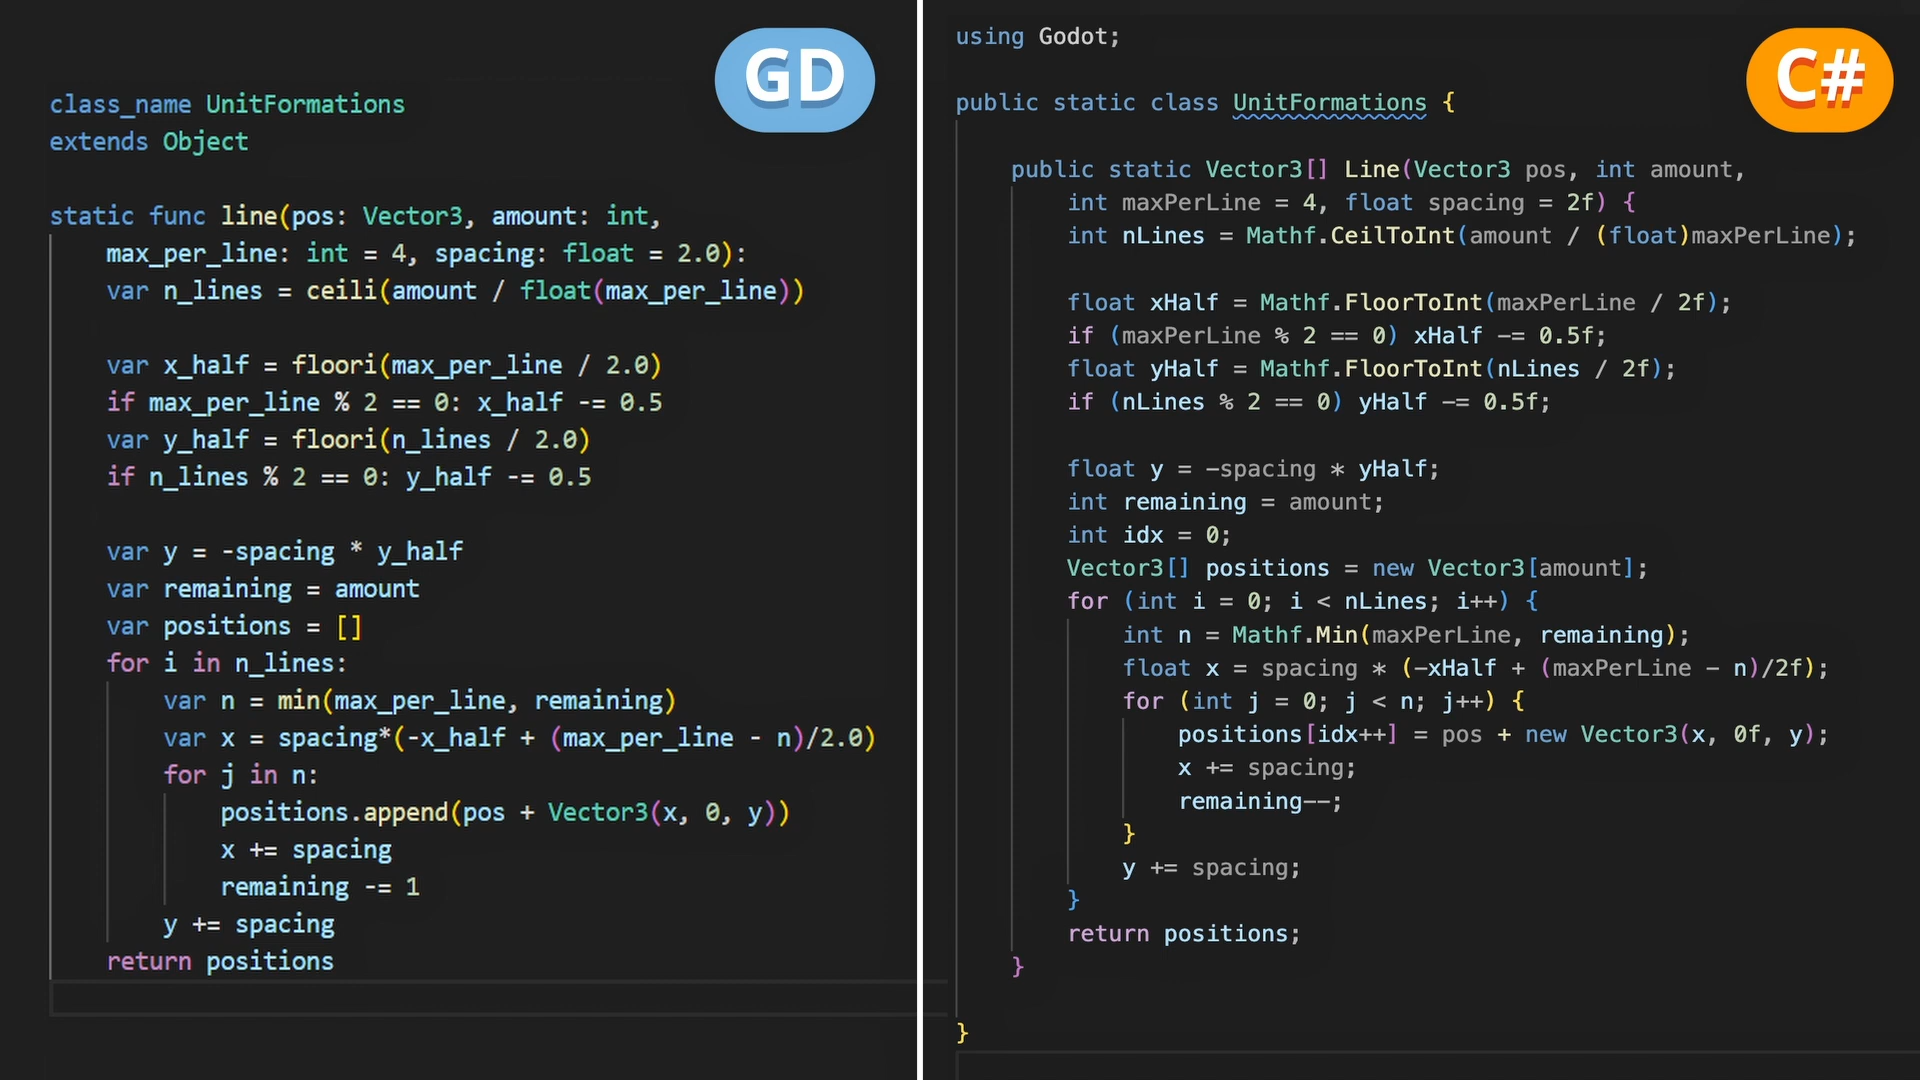 GD
class_name UnitFormations
extends Object
static func line(pos: Vector3, amount: int,
    max_per_line: int = 4, spacing: float = 2.0):
    var n_lines = ceili(amount / float(max_per_line))
    var x_half = floori(max_per_line / 2.0)
    if max_per_line % 2 == 0: x_half -= 0.5
    var y_half = floori(n_lines / 2.0)
    if n_lines % 2 == 0: y_half -= 0.5
    var y = -spacing * y_half
    var remaining = amount
    var positions = []
    for i in n_lines:
        var n = min(max_per_line, remaining)
        var x = spacing*(-x_half + (max_per_line - n)/2.0)
        for j in n:
            positions.append(pos + Vector3(x, 0, y))
            x += spacing
            remaining -= 1
        y += spacing
    return positions
C#
using Godot;
public static class UnitFormations {
    public static Vector3[] Line(Vector3 pos, int amount,
        int maxPerLine = 4, float spacing = 2f) {
        int nLines = Mathf.CeilToInt(amount / (float)maxPerLine);
        float xHalf = Mathf.FloorToInt(maxPerLine / 2f);
        if (maxPerLine % 2 == 0) xHalf -= 0.5f;
        float yHalf = Mathf.FloorToInt(nLines / 2f);
        if (nLines % 2 == 0) yHalf -= 0.5f;
        float y = -spacing * yHalf;
        int remaining = amount;
        int idx = 0;
        Vector3[] positions = new Vector3[amount];
        for (int i = 0; i < nLines; i++) {
            int n = Mathf.Min(maxPerLine, remaining);
            float x = spacing * (-xHalf + (maxPerLine - n)/2f);
            for (int j = 0; j < n; j++) {
                positions[idx++] = pos + new Vector3(x, 0f, y);
                x += spacing;
                remaining--;
            }
            y += spacing;
        }
        return positions;
    }
}